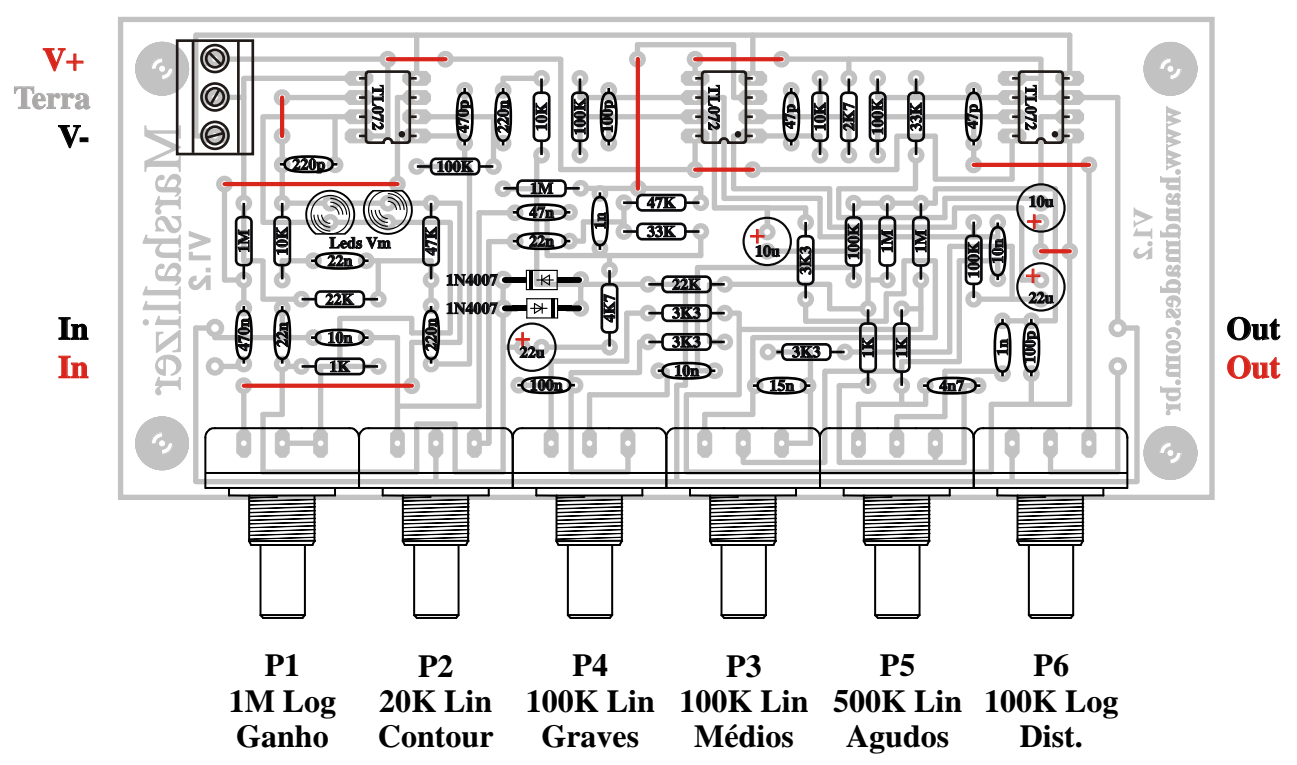 V+
Terra
V-
In
In
Out
Out
Marshallizer
V1.2
V1.2
www.handmades.com.br
TL072
TL072
TL072
470p
220n
10K
100K
100p
47p
10K
2K7
100K
33K
47p
220p
100K
1M
47n
22n
1n
47K
33K
10u
1M
10K
Leds Vm
22n
47K
10u
3K3
100K
1M
1M
100K
10n
22u
1N4007
1N4007
22K
4K7
22K
3K3
3K3
10n
470n
22n
10n
1K
220n
22u
100n
3K3
15n
1K
1K
4n7
1n
100p
P1
1M Log
Ganho
P2
20K Lin
Contour
P4
100K Lin
Graves
P3
100K Lin
Médios
P5
500K Lin
Agudos
P6
100K Log
Dist.